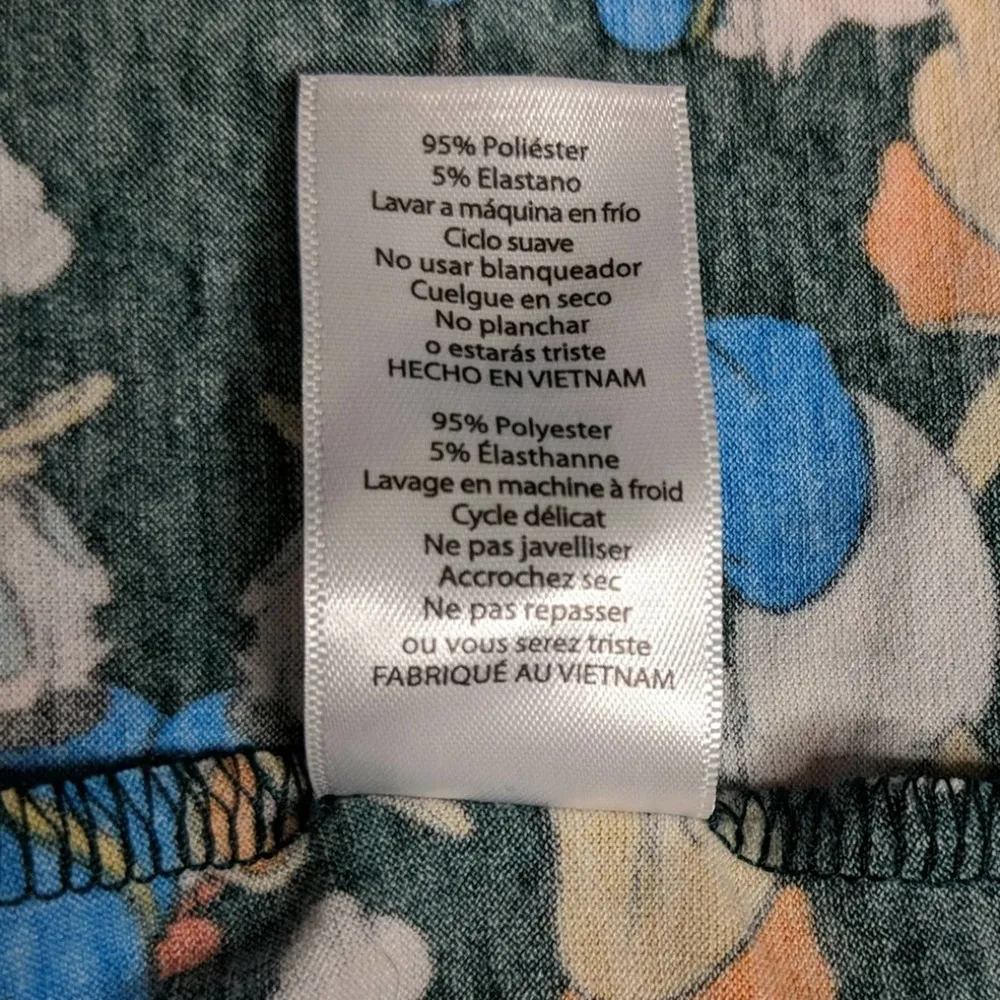 95% Poliéster
5% Elastano
Lavar a máquina en frío
Ciclo suave
No usar blanqueador
Cuelgue en seco
No planchar
o estarás triste
HECHO EN VIETNAM
95% Polyester
5% Élasthanne
Lavage en machine à froid
Cycle délicat
Ne pas javelliser
Accrochez sec
Ne pas repasser
ou vous serez triste
FABRIQUÉ AU VIETNAM